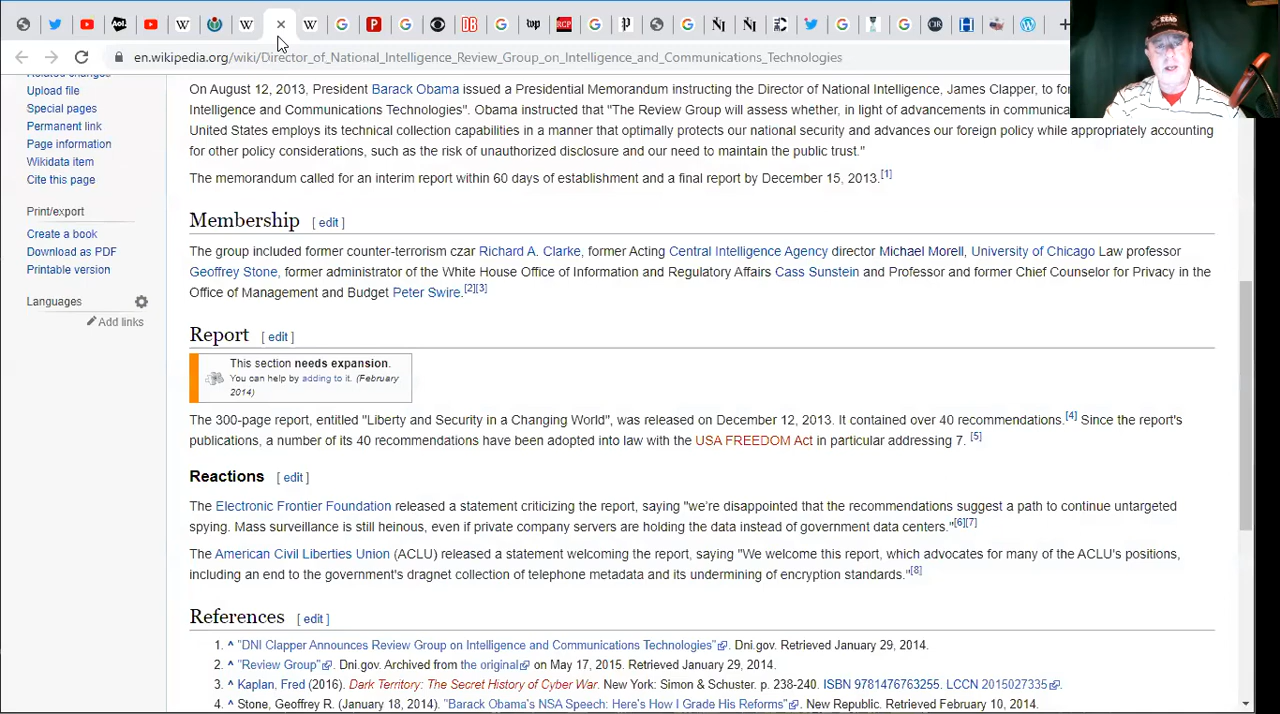 Aol.
W
W
W
G
P
G
DB
G
wp
RCP
G
P
G
G
G
CR
H
en.wikipedia.org/wiki/Director_of_National_Intelligence_Review_Group_on_Intelligence_and_Communications_Technologies
Related changes
Upload file
Special pages
Permanent link
Page information
Wikidata item
Cite this page
Print/export
Create a book
Download as PDF
Printable version
Languages
Add links
On August 12, 2013, President Barack Obama issued a Presidential Memorandum instructing the Director of National Intelligence, James Clapper, to
Intelligence and Communications Technologies". Obama instructed that "The Review Group will assess whether, in light of advancements in
United States employs its technical collection capabilities in a manner that optimally protects our national security and advances our foreign policy while appropriately accounting
for other policy considerations, such as the risk of unauthorized disclosure and our need to maintain the public trust."
The memorandum called for an interim report within 60 days of establishment and a final report by December 15, 2013.[1]
Membership [ edit ]
The group included former counter-terrorism czar Richard A. Clarke, former Acting Central Intelligence Agency director Michael Morell, University of Chicago Law professor
Geoffrey Stone, former administrator of the White House Office of Information and Regulatory Affairs Cass Sunstein and Professor and former Chief Counselor for Privacy in the
Office of Management and Budget Peter Swire.[2][3]
Report [ edit ]
This section needs expansion.
You can help by adding to it. (February
2014)
The 300-page report, entitled "Liberty and Security in a Changing World", was released on December 12, 2013. It contained over 40 recommendations.[4] Since the report's
publications, a number of its 40 recommendations have been adopted into law with the USA FREEDOM Act in particular addressing 7. [5]
Reactions [ edit ]
The Electronic Frontier Foundation released a statement criticizing the report, saying "we're disappointed that the recommendations suggest a path to continue untargeted
spying. Mass surveillance is still heinous, even if private company servers are holding the data instead of government data centers."[6][7]
The American Civil Liberties Union (ACLU) released a statement welcoming the report, saying "We welcome this report, which advocates for many of the ACLU's positions,
including an end to the government's dragnet collection of telephone metadata and its undermining of encryption standards."[8]
References [ edit ]
1. ^ "DNI Clapper Announces Review Group on Intelligence and Communications Technologies". Dni.gov. Retrieved January 29, 2014.
2. ^ "Review Group". Dni.gov. Archived from the original on May 17, 2015. Retrieved January 29, 2014.
3. ^ Kaplan, Fred (2016). Dark Territory: The Secret History of Cyber War. New York: Simon & Schuster. p. 238-240. ISBN 9781476763255. LCCN 2015027335.
4. ^ Stone, Geoffrey R. (January 18, 2014). "Barack Obama's NSA Speech: Here's How I Grade His Reforms". New Republic. Retrieved February 10, 2014.